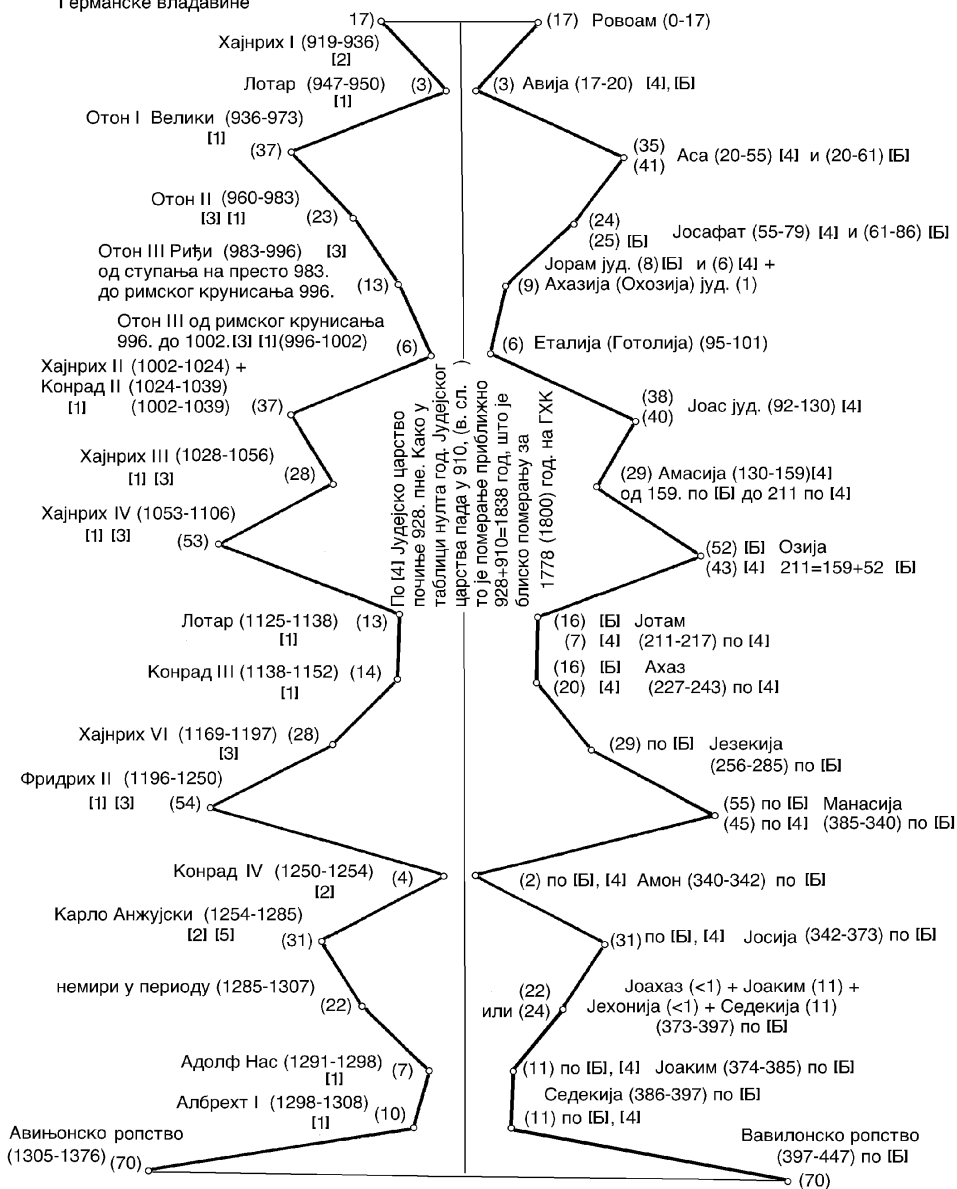 Германске владавине
17)
Хајнрих I (919-936)
[2]
Лотар (947-950) (3)
[1]
Отон I Велики (936-973)
[1]
(37)
Отон II (960-983)
[3] [1] (23)
Отон III Риђи (983-996) [3]
од ступања на престо 983.
до римског крунисања 996. (13)
Отон III од римског крунисања
996. до 1002.[3] [1](996-1002) (6)
Хајнрих II (1002-1024) +
Конрад II (1024-1039)
[1] (1002-1039) (37)
Хајнрих III (1028-1056)
[1] [3] (28)
Хајнрих IV (1053-1106)
[1] [3] (53)
Лотар (1125-1138) (13)
[1]
Конрад III (1138-1152) (14)
[1]
Хајнрих VI (1169-1197) (28)
[3]
Фридрих II (1196-1250)
[1] [3] (54)
Конрад IV (1250-1254) (4)
[2]
Карло Анжујски (1254-1285)
[2] [5] (31)
немири у периоду (1285-1307)
(22)
Адолф Нас (1291-1298) (7)
[1]
Албрехт I (1298-1308) (10)
[1]
Авињонско ропство
(1305-1376) (70)
По [4] Јудејско царство
почиње 928. пне. Како у
таблици нулта год. Јудејског
царства пада у 910, (в. сл. )
то је померање приближно
928+910=1838 год, што је
блиско померању за
1778 (1800) год. на ГХК
(17) Ровоам (0-17)
(3) Авија (17-20) [4], [Б]
(35)
(41) Аса (20-55) [4] и (20-61) [Б]
(24)
(25) [Б] Јосафат (55-79) [4] и (61-86) [Б]
Јорам јуд. (8)[Б] и (6) [4] +
(9) Ахазија (Охозија) јуд. (1)
(6) Еталија (Готолија) (95-101)
(38)
(40) Јоас јуд. (92-130) [4]
(29) Амасија (130-159)[4]
од 159. по [Б] до 211 по [4]
(52) [Б] Озија
(43) [4] 211=159+52 [Б]
(16) [Б] Јотам
(7) [4] (211-217) по [4]
(16) [Б] Ахаз
(20) [4] (227-243) по [4]
(29) по [Б] Језекија
(256-285) по [Б]
(55) по [Б] Манасија
(45) по [4] (385-340) по [Б]
(2) по [Б], [4] Амон (340-342) по [Б]
(31) по [Б], [4] Јосија (342-373) по [Б]
(22)
или (24)
Јоахаз (<1) + Јоаким (11) +
Јехонија (<1) + Седекија (11)
(373-397) по [Б]
(11) по [Б], [4] Јоаким (374-385) по [Б]
Седекија (386-397) по [Б]
(11) по [Б], [4]
Вавилонско ропство
(397-447) по [Б]
(70)